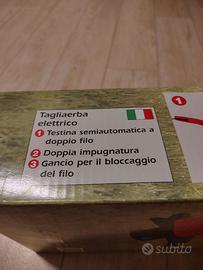 Tagliaerba
elettrico
1 Testina semiautomatica a
doppio filo
2 Doppia impugnatura
3 Gancio per il bloccaggio
del filo
1
subito